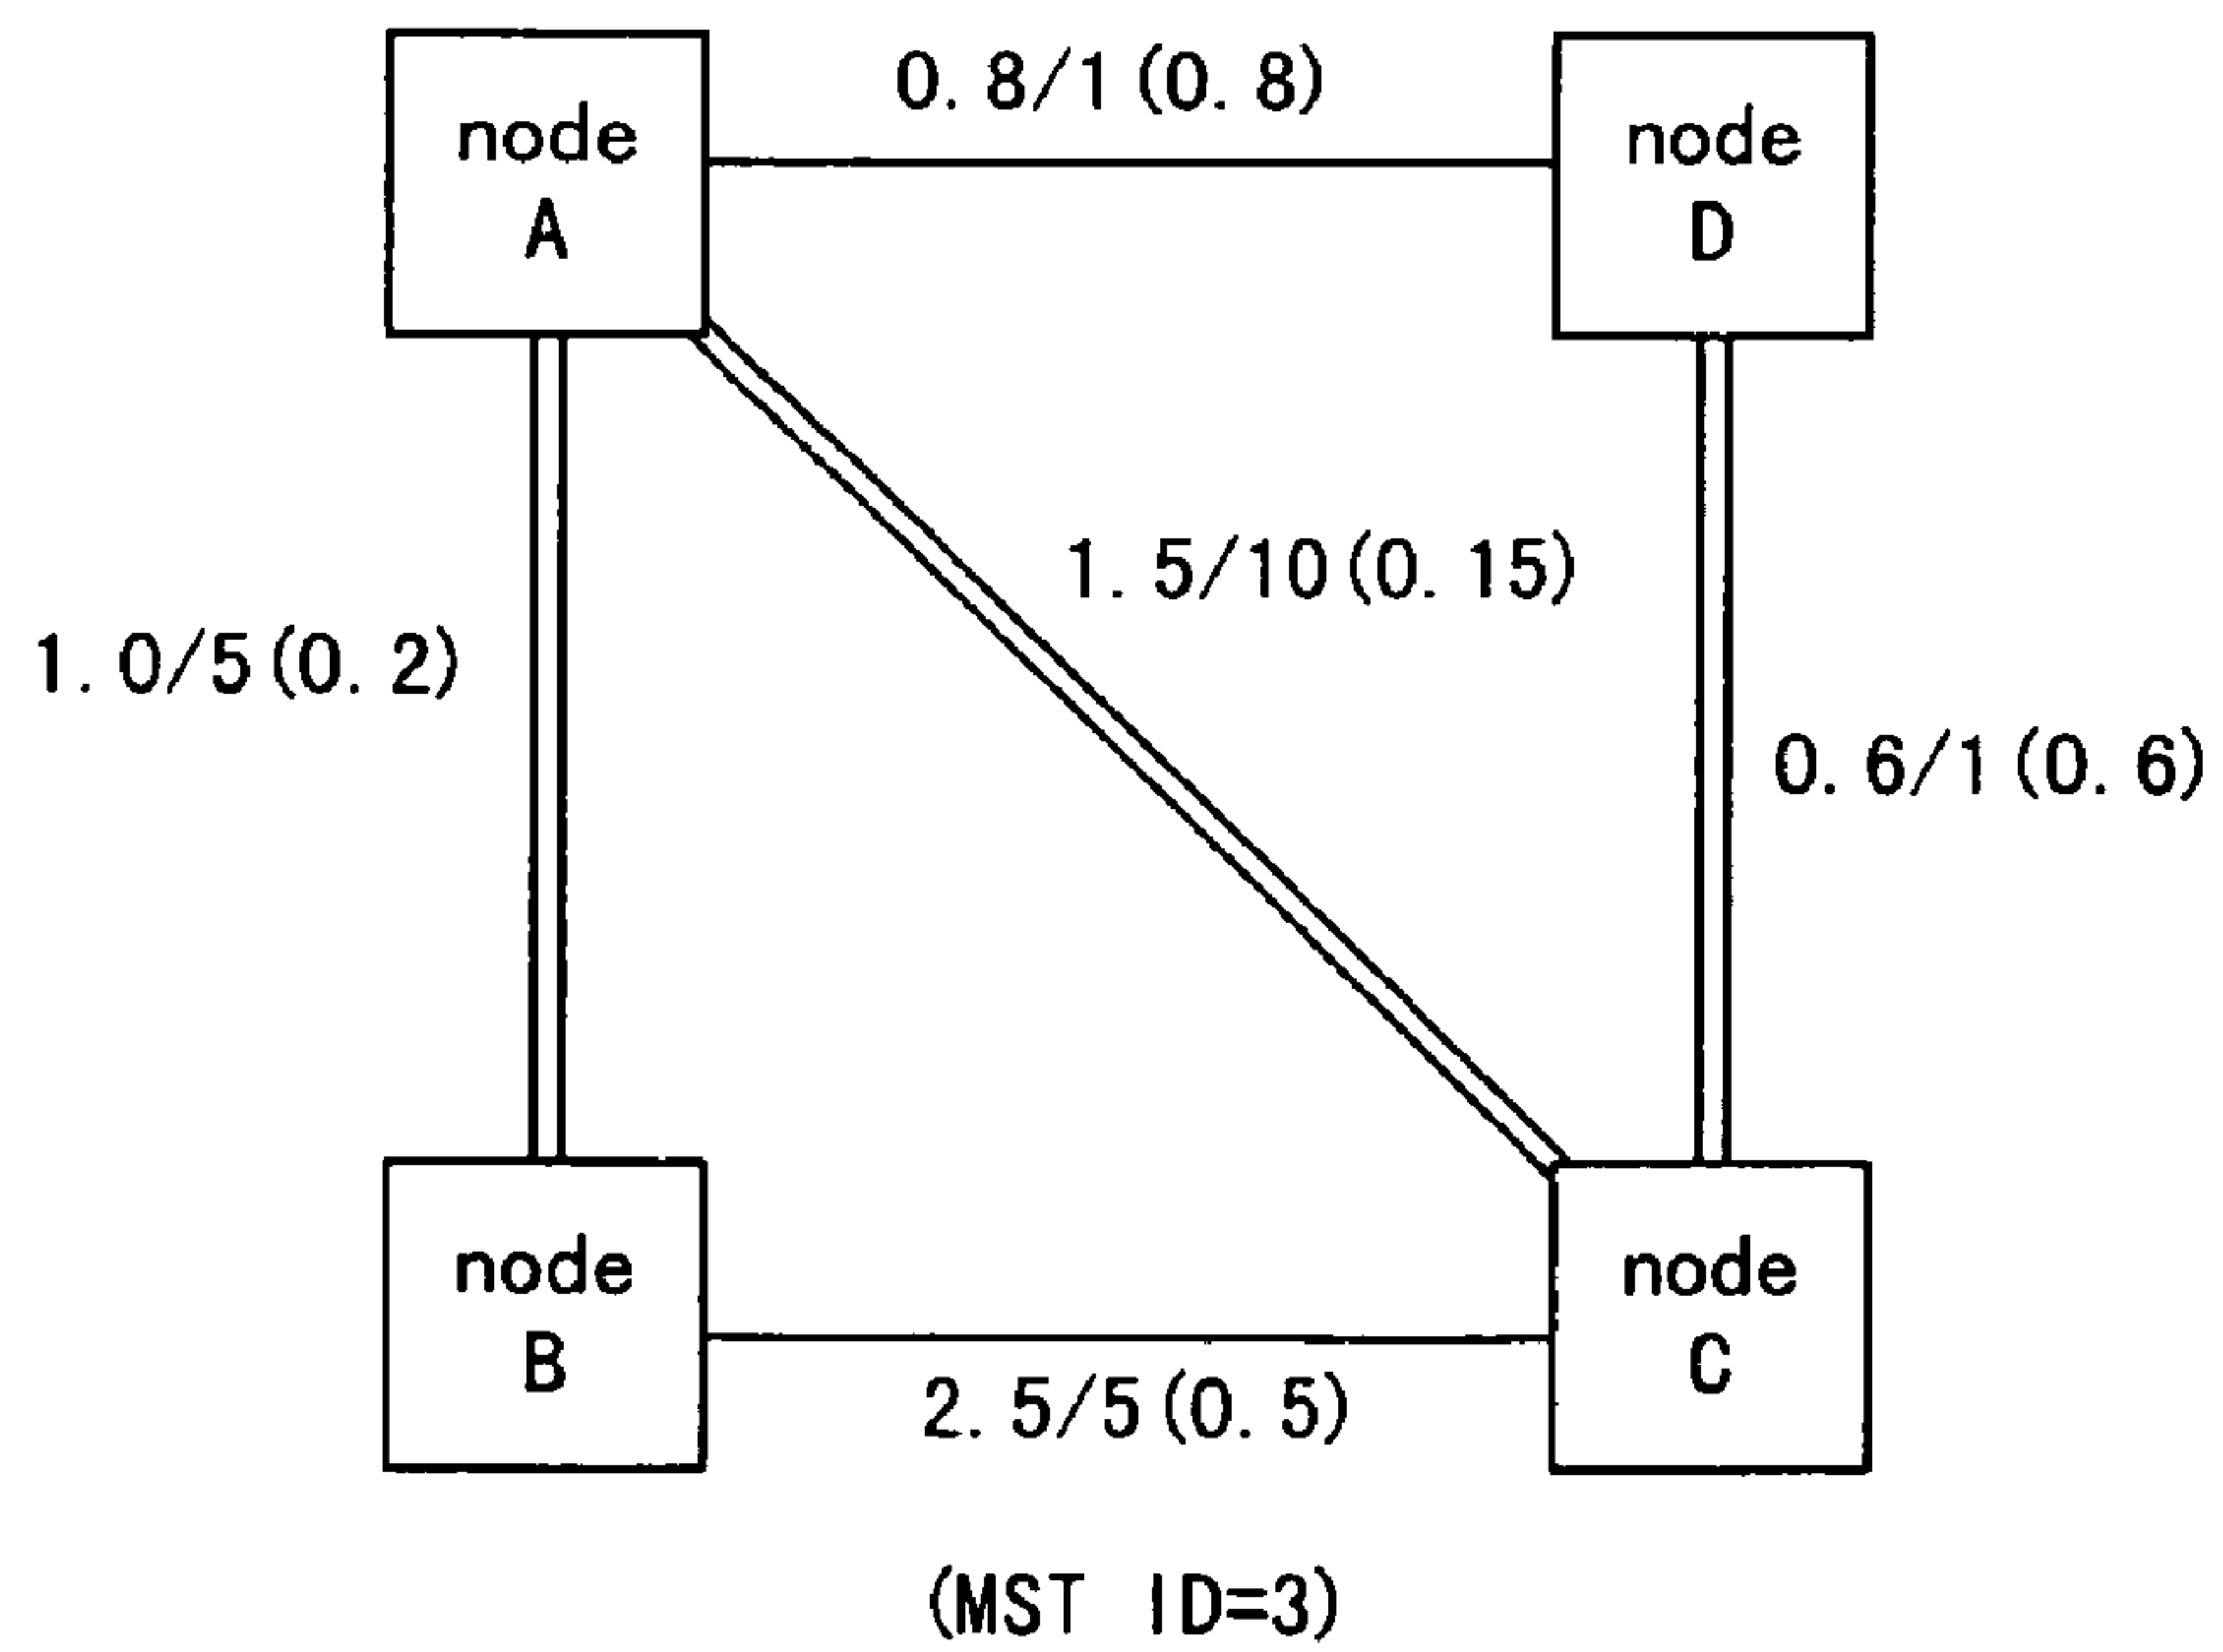 node
A
0.8/1(0.8)
node
D
1.5/10(0.15)
1.0/5(0.2)
0.6/1(0.6)
node
B
2.5/5(0.5)
node
C
(MST ID=3)